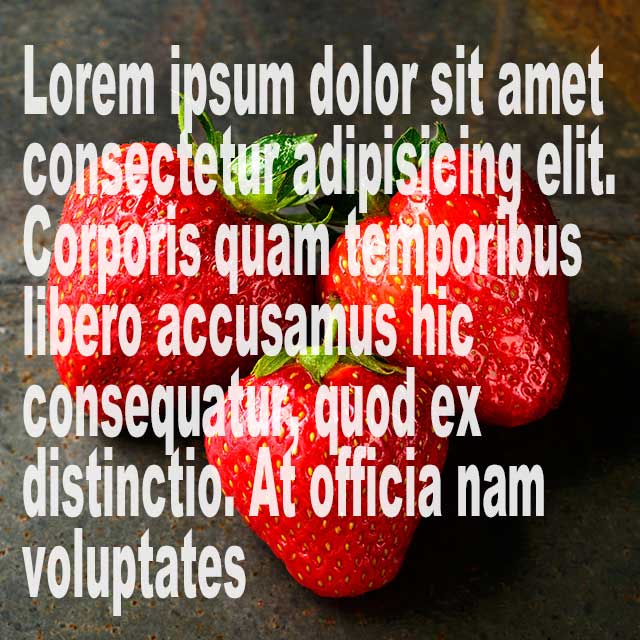 Lorem ipsum dolor sit amet
consectetur adipisicing elit.
Corporis quam temporibus
libero accusamus hic
consequatur, quod ex
distinctio. At officia nam
voluptates